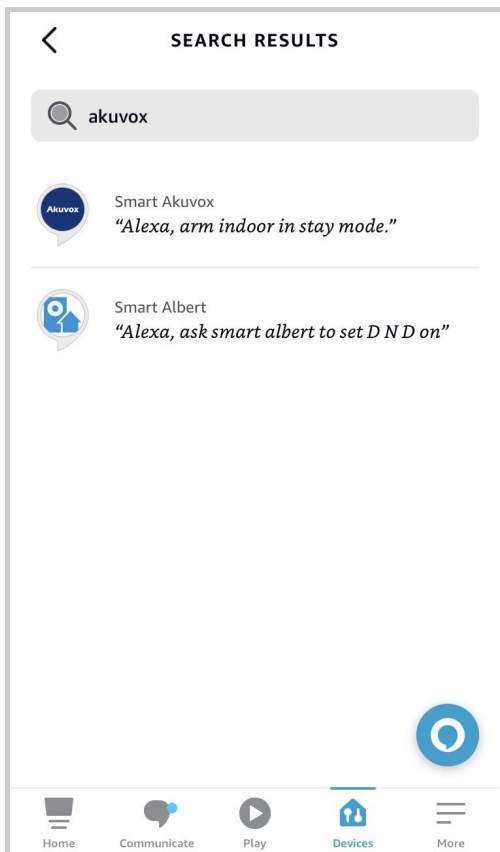 SEARCH RESULTS
akuvox
Akuvox
Smart Akuvox
“Alexa, arm indoor in stay mode.”
Smart Albert
“Alexa, ask smart albert to set D N D on”
Home
Communicate
Play
Devices
More